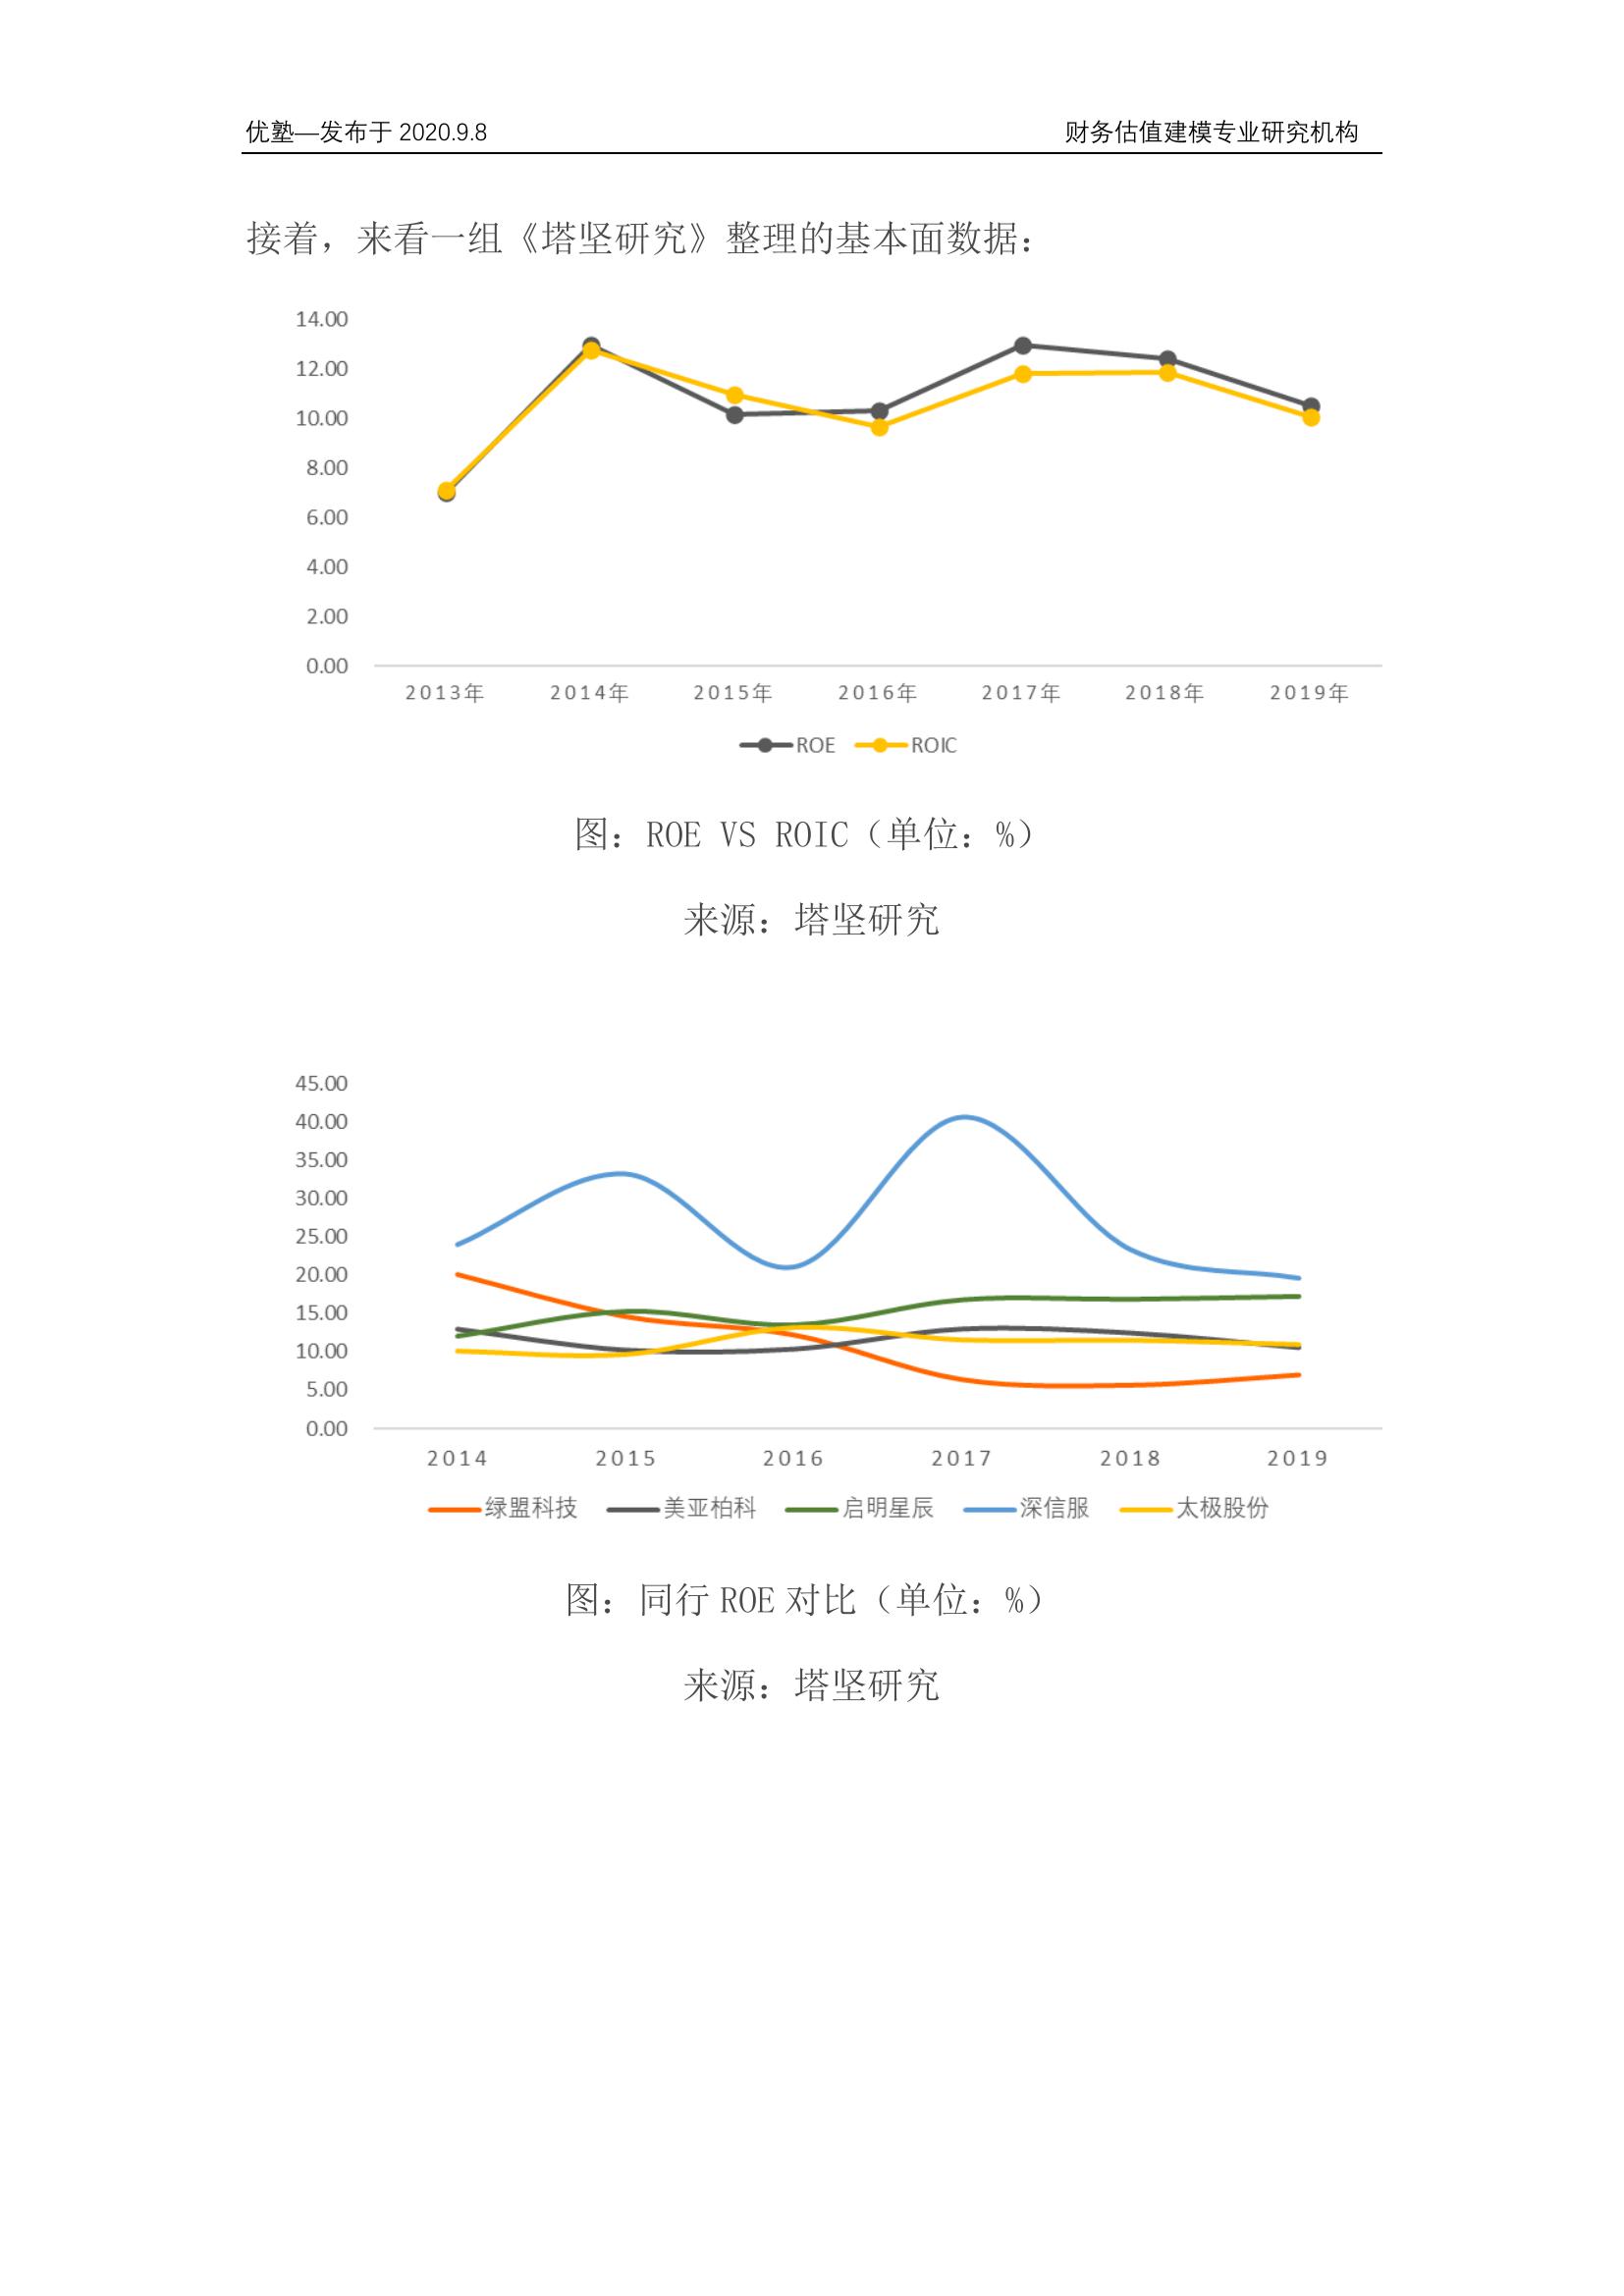 优塾—发布于 2020.9.8 财务估值建模专业研究机构
接着，来看一组《塔坚研究》整理的基本面数据：
14.00
12.00
10.00
8.00
6.00
4.00
2.00
0.00
2013年 2014年 2015年 2016年 2017年 2018年 2019年
ROE ROIC
图：ROE VS ROIC（单位：%）
来源：塔坚研究
45.00
40.00
35.00
30.00
25.00
20.00
15.00
10.00
5.00
0.00
2014 2015 2016 2017 2018 2019
绿盟科技 美亚柏科 启明星辰 深信服 太极股份
图：同行 ROE 对比（单位：%）
来源：塔坚研究